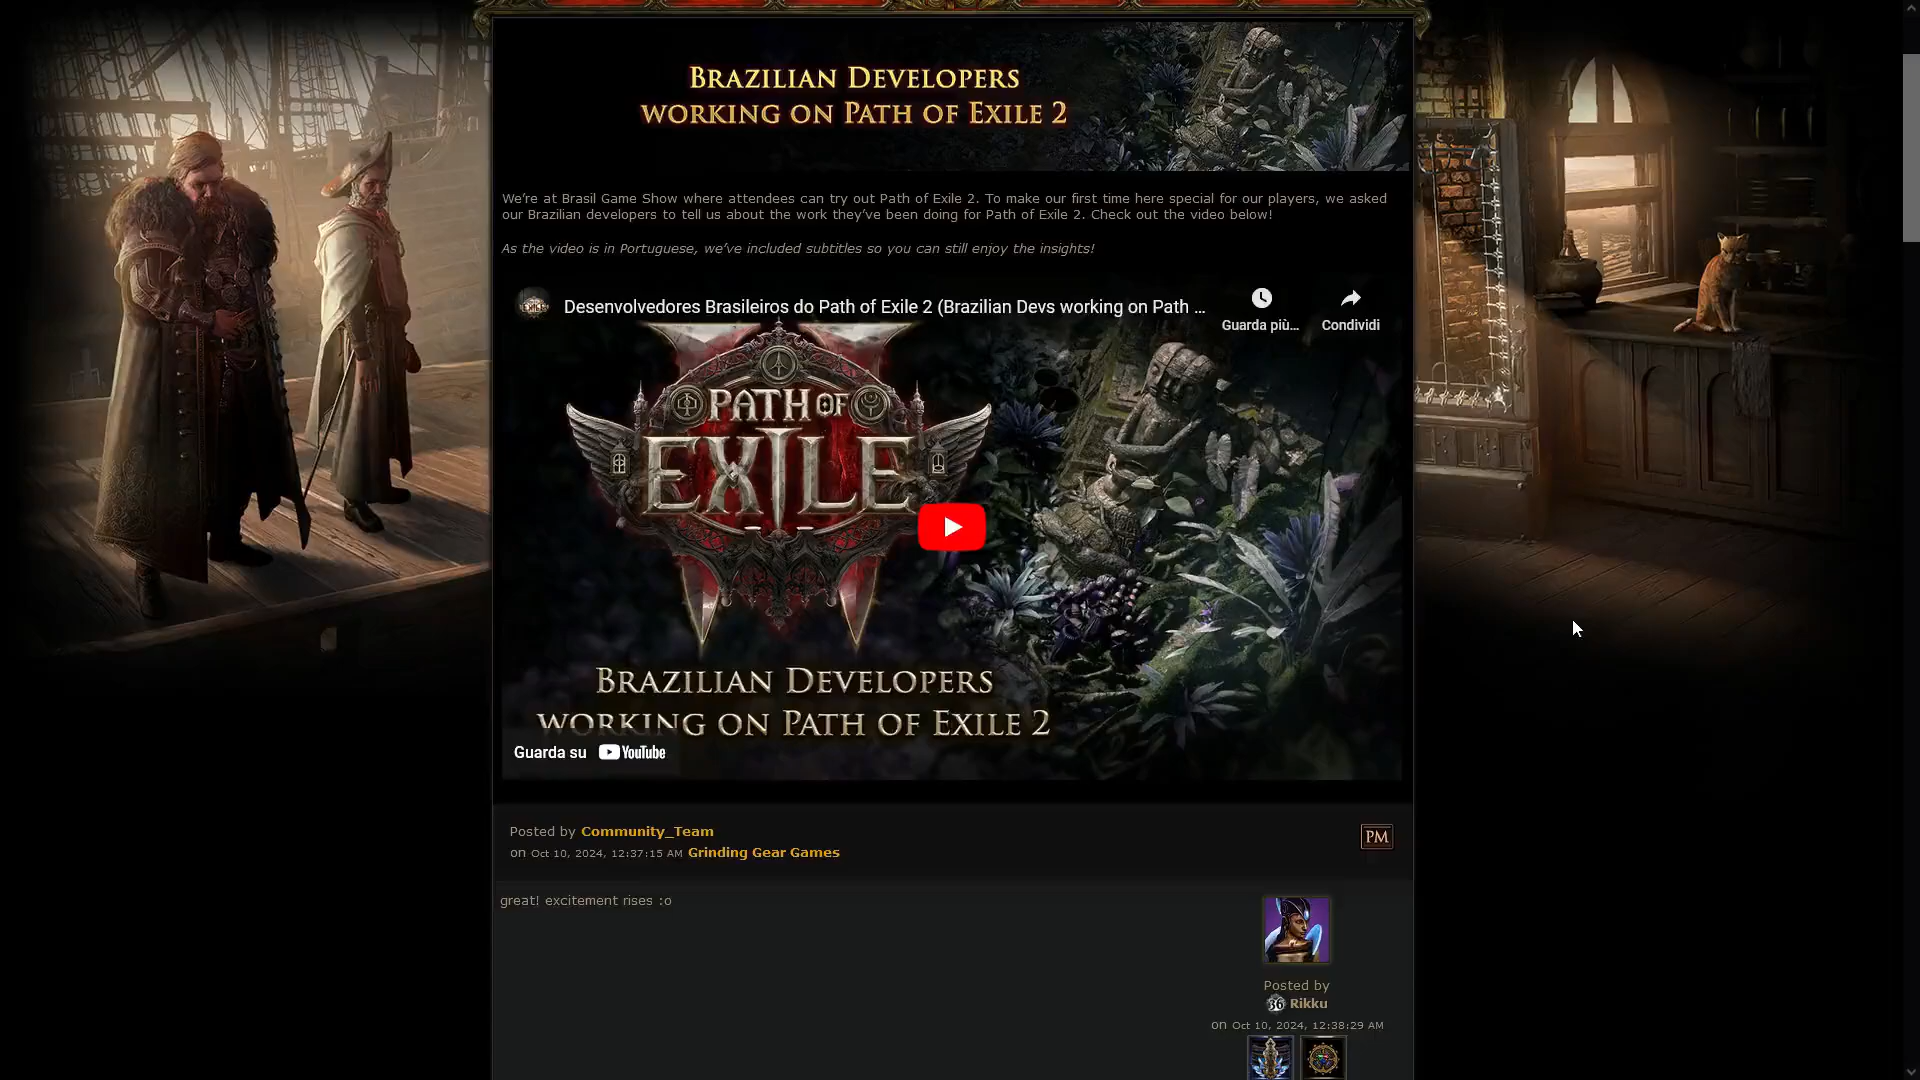 Brazilian Developers
working on Path of Exile 2
We're at Brasil Game Show where attendees can try out Path of Exile 2. To make our first time here special for our players, we asked
our Brazilian developers to tell us about the work they've been doing for Path of Exile 2. Check out the video below!
As the video is in Portuguese, we've included subtitles so you can still enjoy the insights!
Desenvolvedores Brasileiros do Path of Exile 2 (Brazilian Devs working on Path ...
Guarda più...
Condividi
PATH OF
EXILE
Brazilian Developers
working on Path of Exile 2
Guarda su YouTube
Posted by Community_Team
on Oct 10, 2024, 12:37:15 AM Grinding Gear Games
PM
great! excitement rises :o
Posted by
36 Rikku
on Oct 10, 2024, 12:38:29 AM